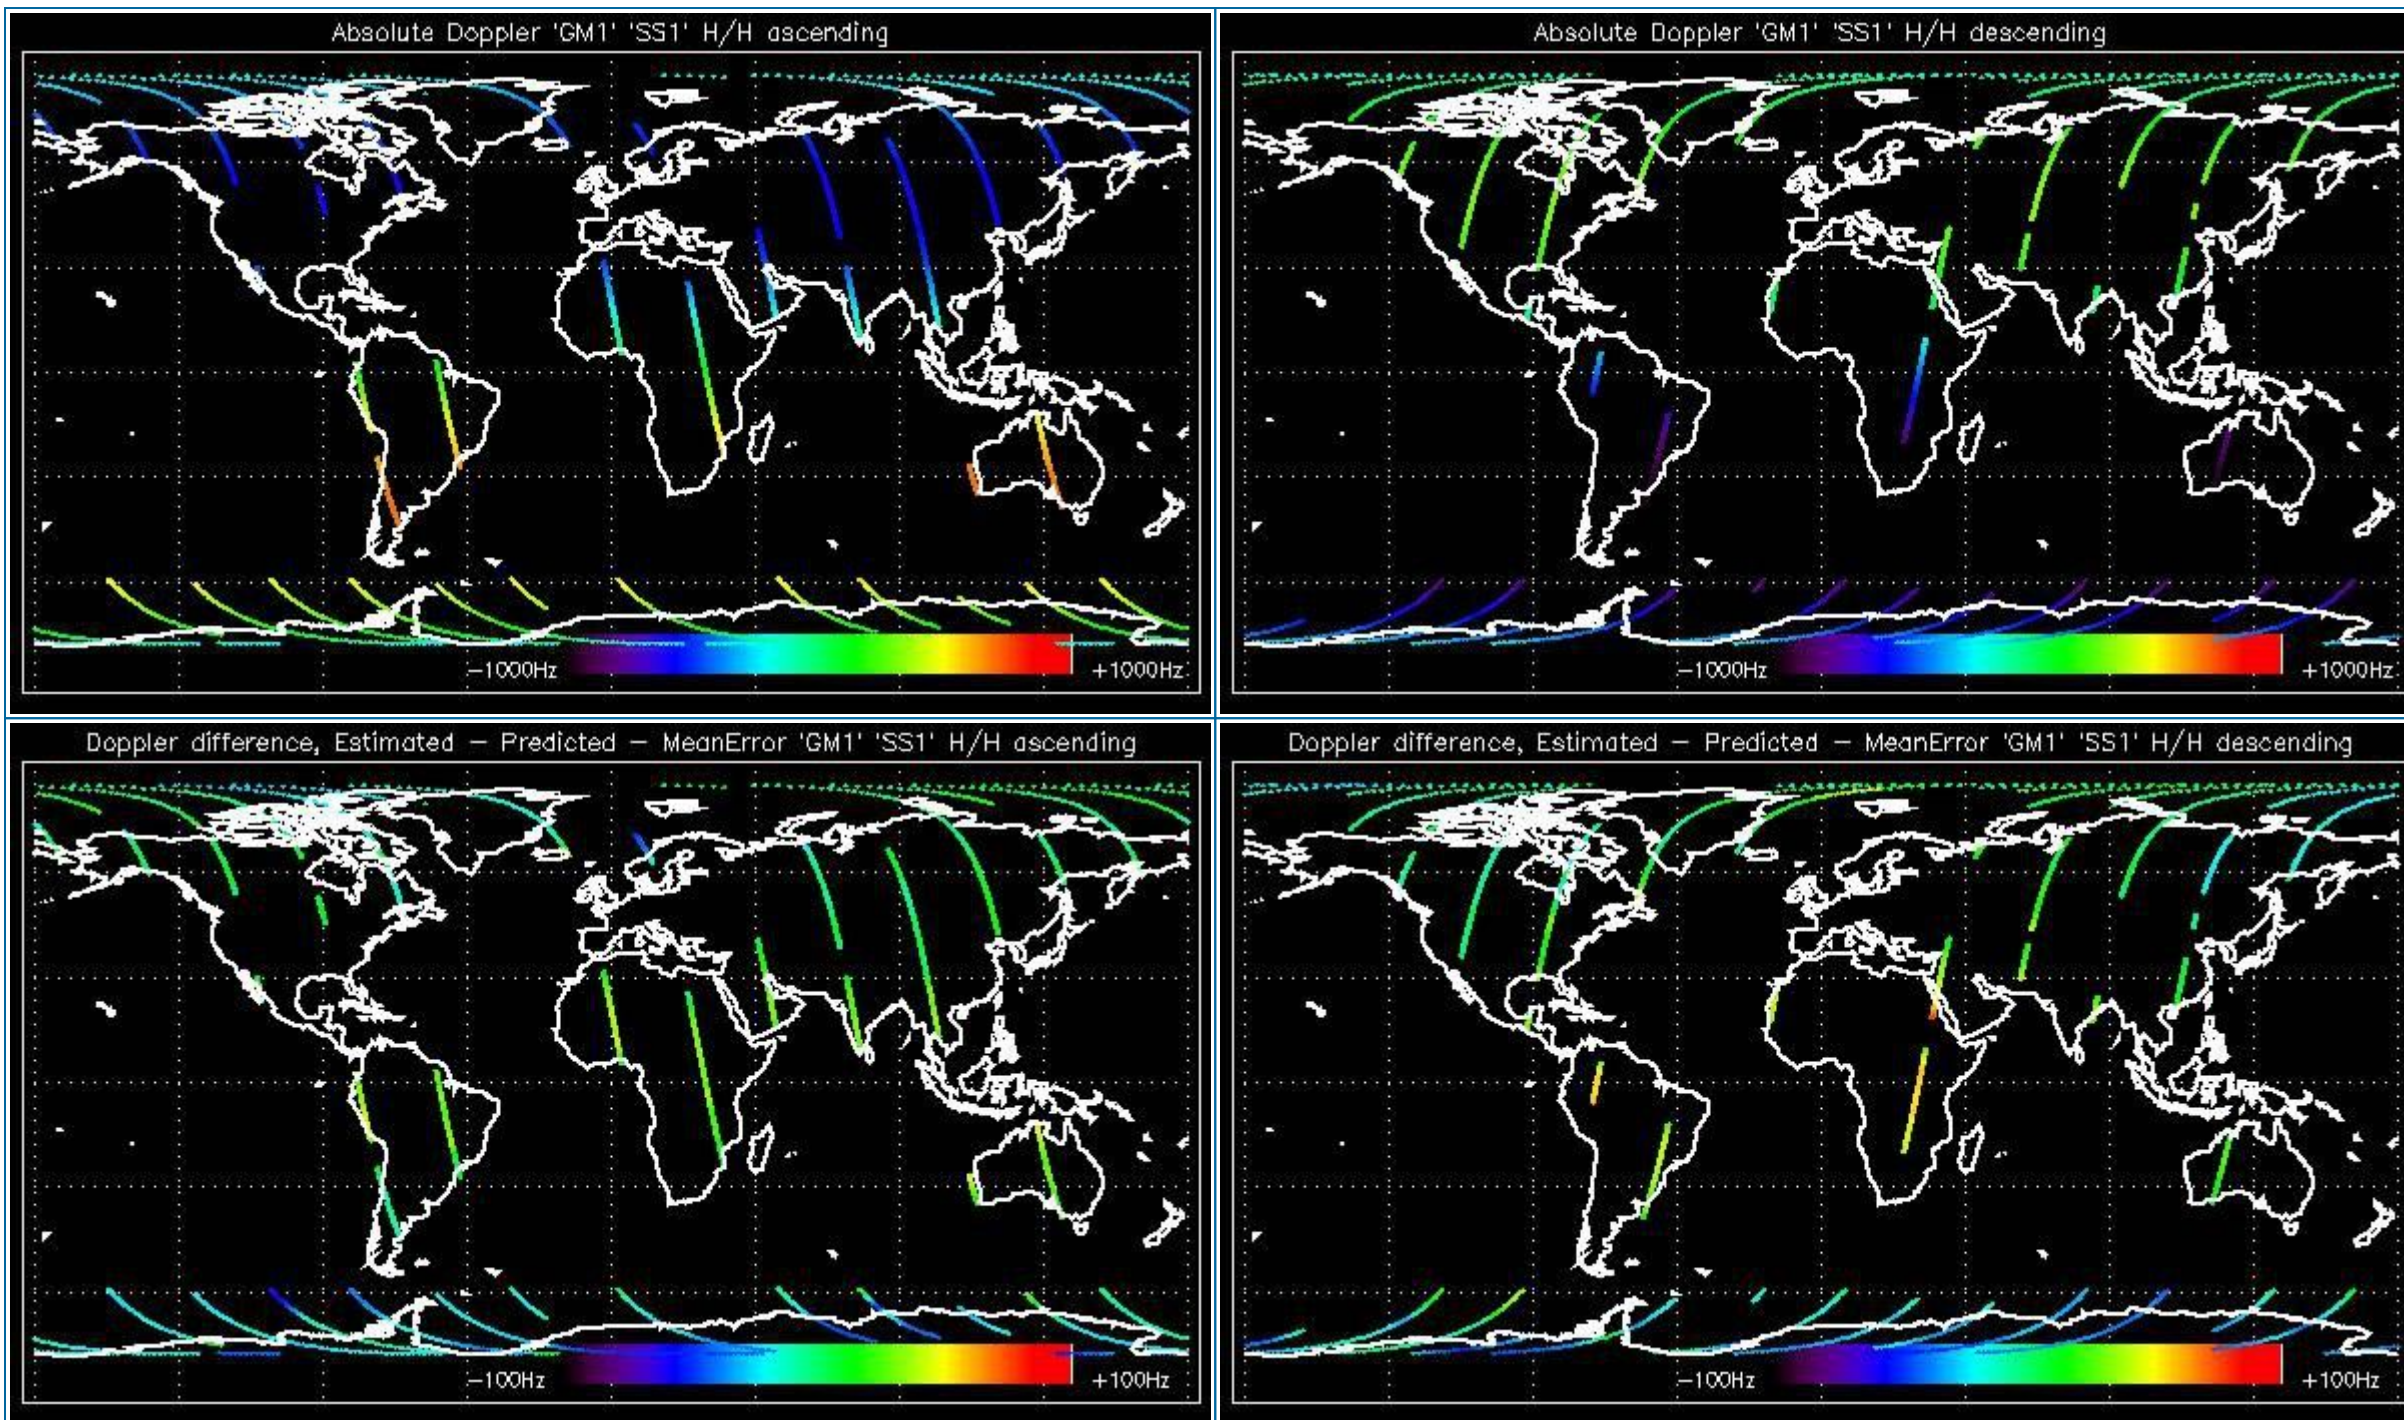 Absolute Doppler 'GM1' 'SS1' H/H ascending
−1000Hz
+1000Hz
Absolute Doppler 'GM1' 'SS1' H/H descending
−1000Hz
+1000Hz
Doppler difference, Estimated − Predicted − MeanError 'GM1' 'SS1' H/H ascending
−100Hz
+100Hz
Doppler difference, Estimated − Predicted − MeanError 'GM1' 'SS1' H/H descending
−100Hz
+100Hz